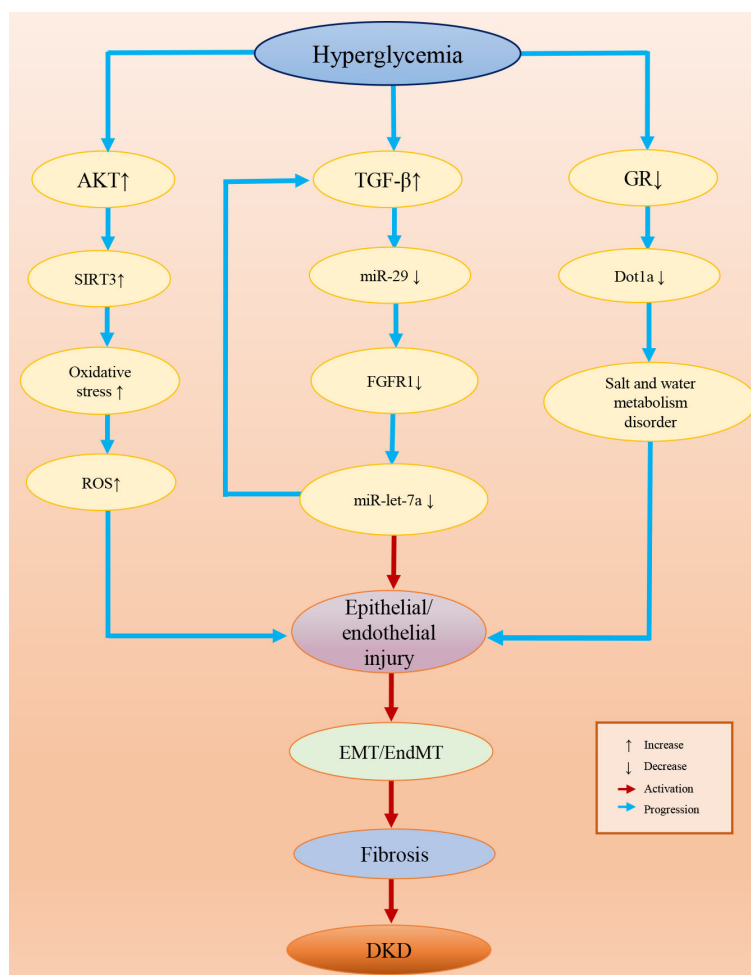 Hyperglycemia
AKT↑
TGF-β↑
GR↓
SIRT3↑
miR-29 ↓
Dot1a ↓
Oxidative
stress ↑
FGFR1↓
Salt and water
metabolism
disorder
ROS↑
miR-let-7a ↓
Epithelial/
endothelial
injury
EMT/EndMT
Fibrosis
DKD
↑ Increase
↓ Decrease
Activation
Progression